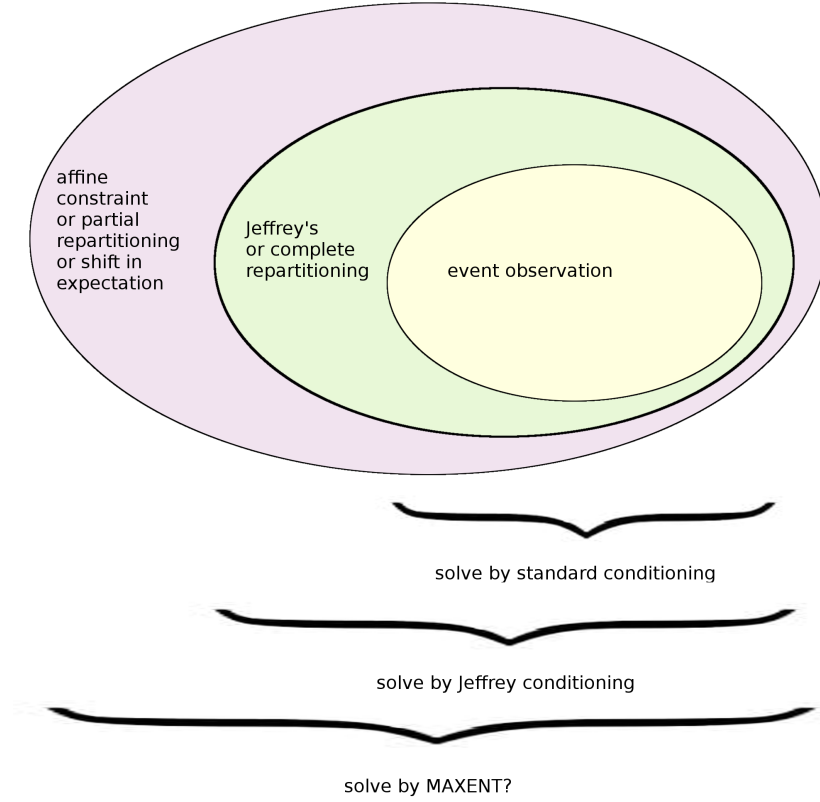 affine
constraint
or partial
repartitioning
or shift in
expectation
Jeffrey's
or complete
repartitioning
event observation
solve by standard conditioning
solve by Jeffrey conditioning
solve by MAXENT?